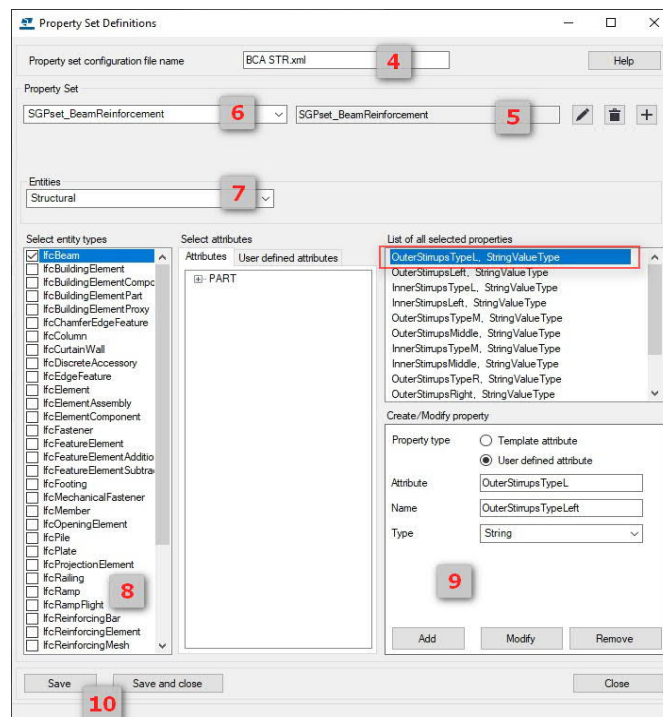 Property Set Definitions
Property set configuration file name
BCA STR.xml
4
Help
Property Set
SGPset_BeamReinforcement
6
SGPset_BeamReinforcement
5
Entities
Structural
7
Select entity types
IfcBeam
IfcBuildingElement
IfcBuildingElementCompc
IfcBuildingElementPart
IfcBuildingElementProxy
IfcChamferEdgeFeature
IfcColumn
IfcCurtainWall
IfcDiscreteAccessory
IfcEdgeFeature
IfcElement
IfcElementAssembly
IfcElementComponent
IfcFastener
IfcFeatureElement
IfcFeatureElementAdditio
IfcFeatureElementSubtra
IfcFooting
IfcMechanicalFastener
IfcMember
IfcOpeningElement
IfcPile
IfcPlate
IfcProjectionElement
IfcRailing
IfcRamp
IfcRampFlight
IfcReinforcingBar
IfcReinforcingElement
IfcReinforcingMesh
8
Select attributes
Attributes
User defined attributes
PART
List of all selected properties
OuterStirrupsTypeL, StringValueType
OuterStirrupsLeft, StringValueType
InnerStirrupsTypeL, StringValueType
InnerStirrupsLeft, StringValueType
OuterStirrupsTypeM, StringValueType
OuterStirrupsMiddle, StringValueType
InnerStirrupsTypeM, StringValueType
InnerStirrupsMiddle, StringValueType
OuterStirrupsTypeR, StringValueType
OuterStirrupsRight, StringValueType
Create/Modify property
Property type
Template attribute
User defined attribute
Attribute
OuterStirrupsTypeL
Name
OuterStirrupsTypeLeft
Type
String
9
Add
Modify
Remove
Save
Save and close
Close
10